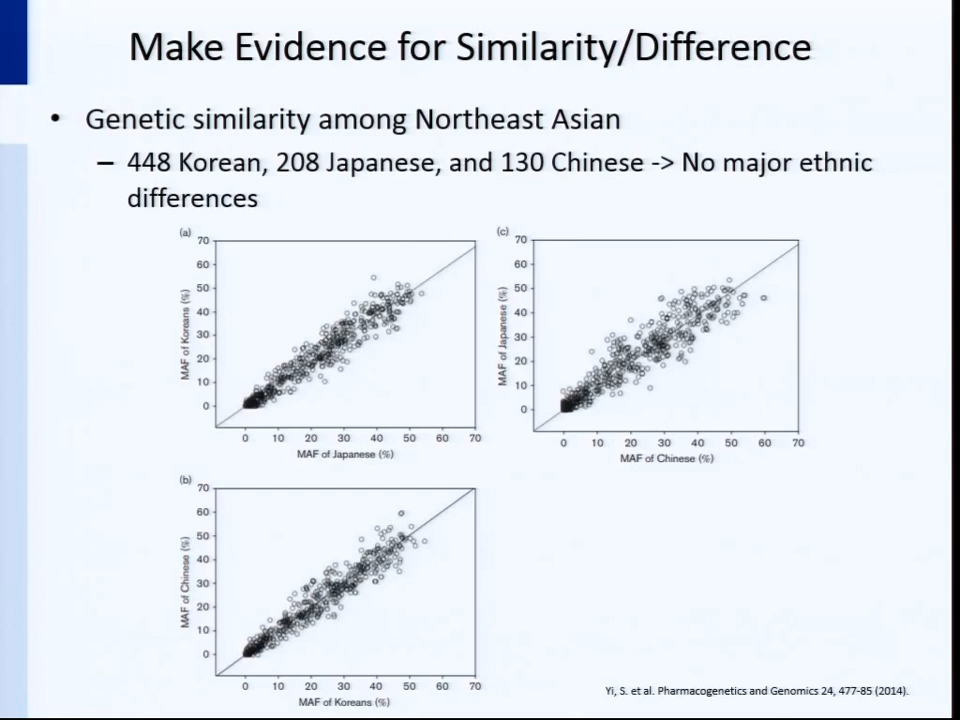 Make Evidence for Similarity/Difference
• Genetic similarity among Northeast Asian
– 448 Korean, 208 Japanese, and 130 Chinese -> No major ethnic
differences
(a)
70
60
50
40
30
20
10
0
MAF of Koreans (%)
0 10 20 30 40 50 60 70
MAF of Japanese (%)
(c)
70
60
50
40
30
20
10
0
MAF of Japanese (%)
0 10 20 30 40 50 60 70
MAF of Chinese (%)
(b)
70
60
50
40
30
20
10
0
MAF of Chinese (%)
0 10 20 30 40 50 60 70
MAF of Koreans (%)
Yi, S. et al. Pharmacogenetics and Genomics 24, 477-85 (2014).